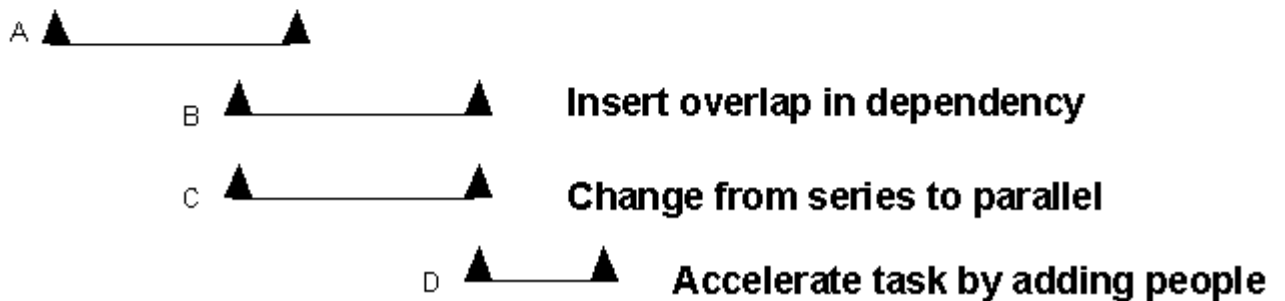 A
B Insert overlap in dependency
C Change from series to parallel
D Accelerate task by adding people